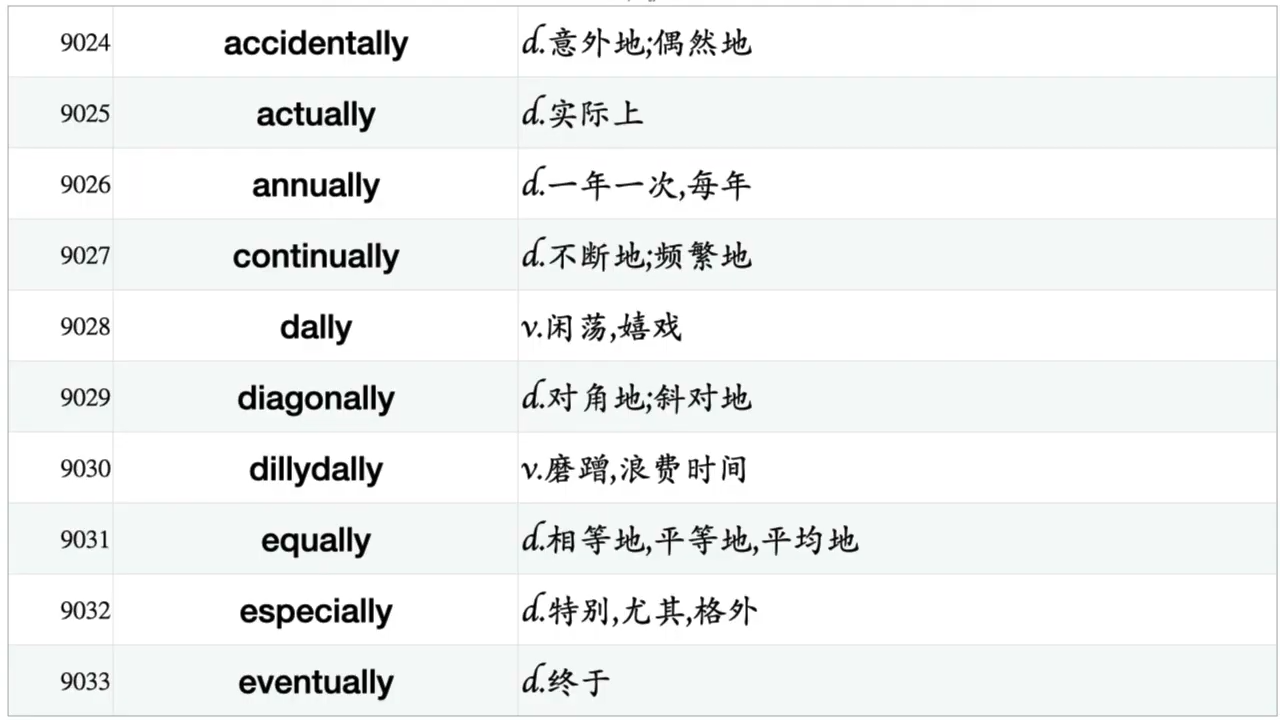 9024 accidentally d.意外地;偶然地
9025 actually d.实际上
9026 annually d.一年一次,每年
9027 continually d.不断地;频繁地
9028 dally v.闲荡,嬉戏
9029 diagonally d.对角地;斜对地
9030 dillydally v.磨蹭,浪费时间
9031 equally d.相等地,平等地,平均地
9032 especially d.特别,尤其,格外
9033 eventually d.终于